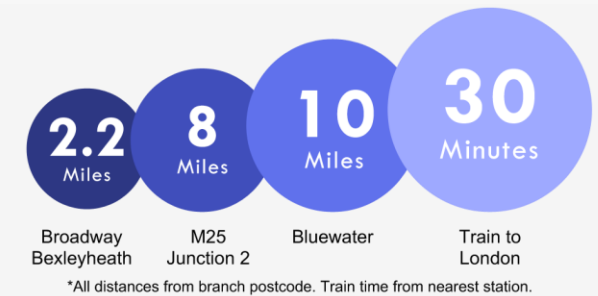 2.2
Miles
8
Miles
10
Miles
30
Minutes
Broadway
Bexleyheath
M25
Junction 2
Bluewater
Train to
London
*All distances from branch postcode. Train time from nearest station.